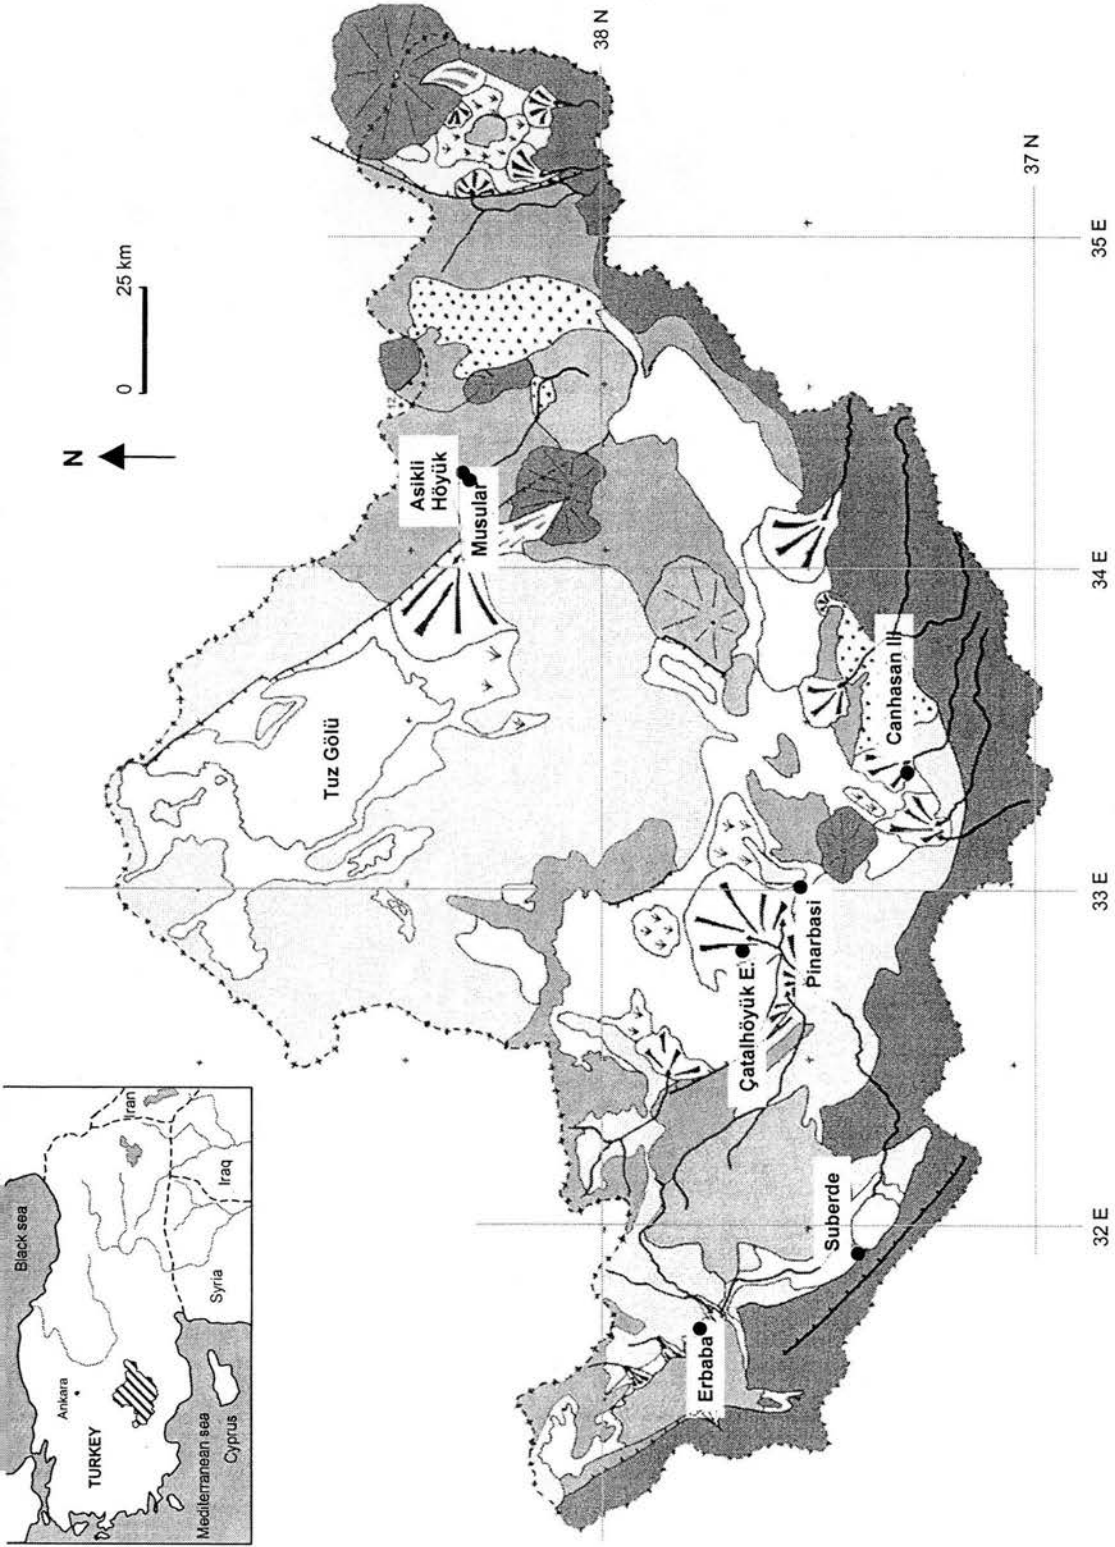 Black sea
Ankara
TURKEY
Mediterranean sea
Cyprus
Syria
Iraq
Iran
N
0 25 km
38 N
37 N
35 E
34 E
33 E
32 E
Tuz Gölü
Asikli
Höyük
Musular
Canhasan III
Pinarbasi
Çatalhöyük E.
Suberde
Erbaba